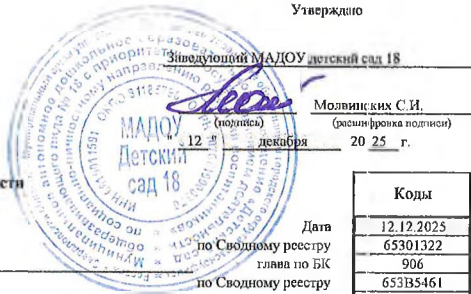 Утверждаю
Заведующий МАДОУ детский сад 18
Молвинских С.И.
(подпись) (расшифровка подписи)
" 12 " декабря 20 25 г.
МАДОУ
Детский
сад 18
сти
Коды
Дата 12.12.2025
по Сводному реестру 65301322
глава по БК 906
по Сводному реестру 653В5461